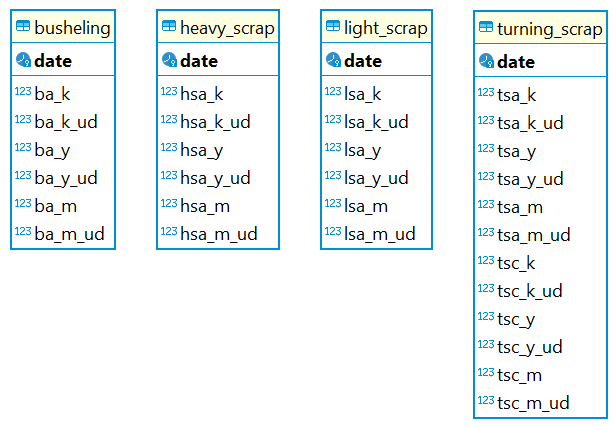 busheling
date
123 ba_k
123 ba_k_ud
123 ba_y
123 ba_y_ud
123 ba_m
123 ba_m_ud
heavy_scrap
date
123 hsa_k
123 hsa_k_ud
123 hsa_y
123 hsa_y_ud
123 hsa_m
123 hsa_m_ud
light_scrap
date
123 lsa_k
123 lsa_k_ud
123 lsa_y
123 lsa_y_ud
123 lsa_m
123 lsa_m_ud
turning_scrap
date
123 tsa_k
123 tsa_k_ud
123 tsa_y
123 tsa_y_ud
123 tsa_m
123 tsa_m_ud
123 tsc_k
123 tsc_k_ud
123 tsc_y
123 tsc_y_ud
123 tsc_m
123 tsc_m_ud